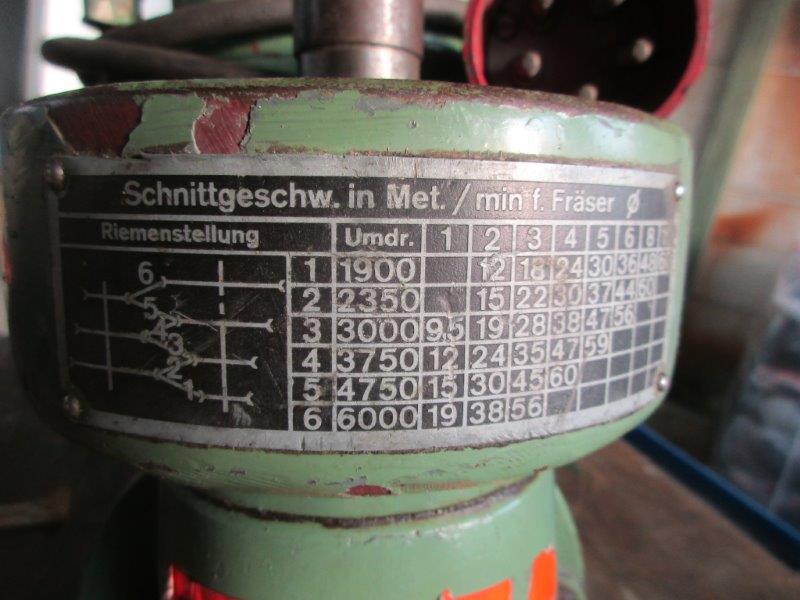 Schnittgeschw. in Met. / min f. Fräser Ø
Riemenstellung Umdr. 1 2 3 4 5 6 8
6 5 4 3 2 1
1 1900 12 18 24 30 36 48
2 2350 15 22 30 37 44 60
3 3000 9,5 19 28 38 47 56
4 3750 12 24 35 47 59
5 4750 15 30 45 60
6 6000 19 38 56